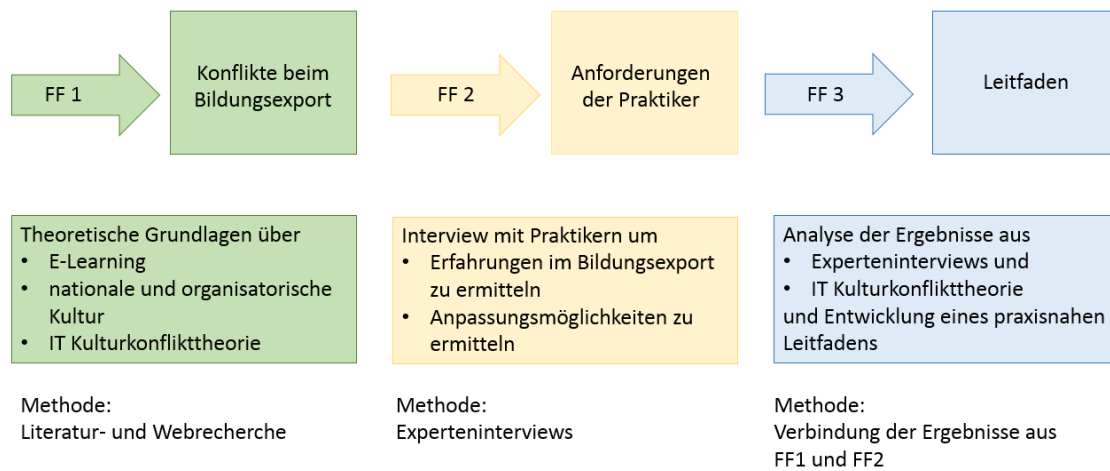 FF 1
Konflikte beim
Bildungsexport
FF 2
Anforderungen
der Praktiker
FF 3
Leitfaden
Theoretische Grundlagen über
• E-Learning
• nationale und organisatorische
Kultur
• IT Kulturkonflikttheorie
Interview mit Praktikern um
• Erfahrungen im Bildungsexport
zu ermitteln
• Anpassungsmöglichkeiten zu
ermitteln
Analyse der Ergebnisse aus
• Experteninterviews und
• IT Kulturkonflikttheorie
und Entwicklung eines praxisnahen
Leitfadens
Methode:
Literatur- und Webrecherche
Methode:
Experteninterviews
Methode:
Verbindung der Ergebnisse aus
FF1 und FF2